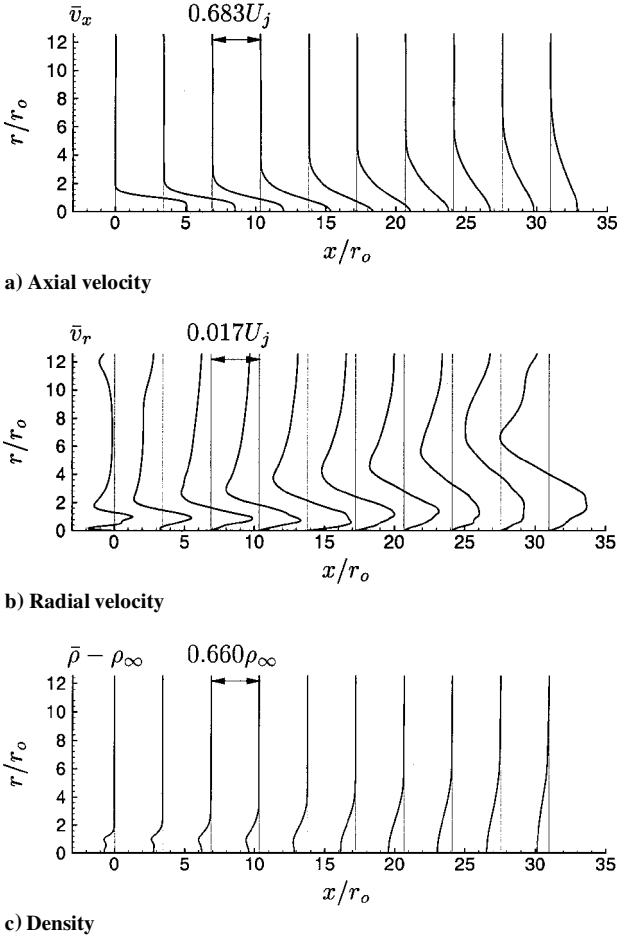 v̄ₓ 0.683Uⱼ
r/rₒ
12
10
8
6
4
2
0
0 5 10 15 20 25 30 35
x/rₒ
a) Axial velocity
v̄ᵣ 0.017Uⱼ
r/rₒ
12
10
8
6
4
2
0
0 5 10 15 20 25 30 35
x/rₒ
b) Radial velocity
ρ̄ − ρ∞ 0.660ρ∞
r/rₒ
12
10
8
6
4
2
0
0 5 10 15 20 25 30 35
x/rₒ
c) Density